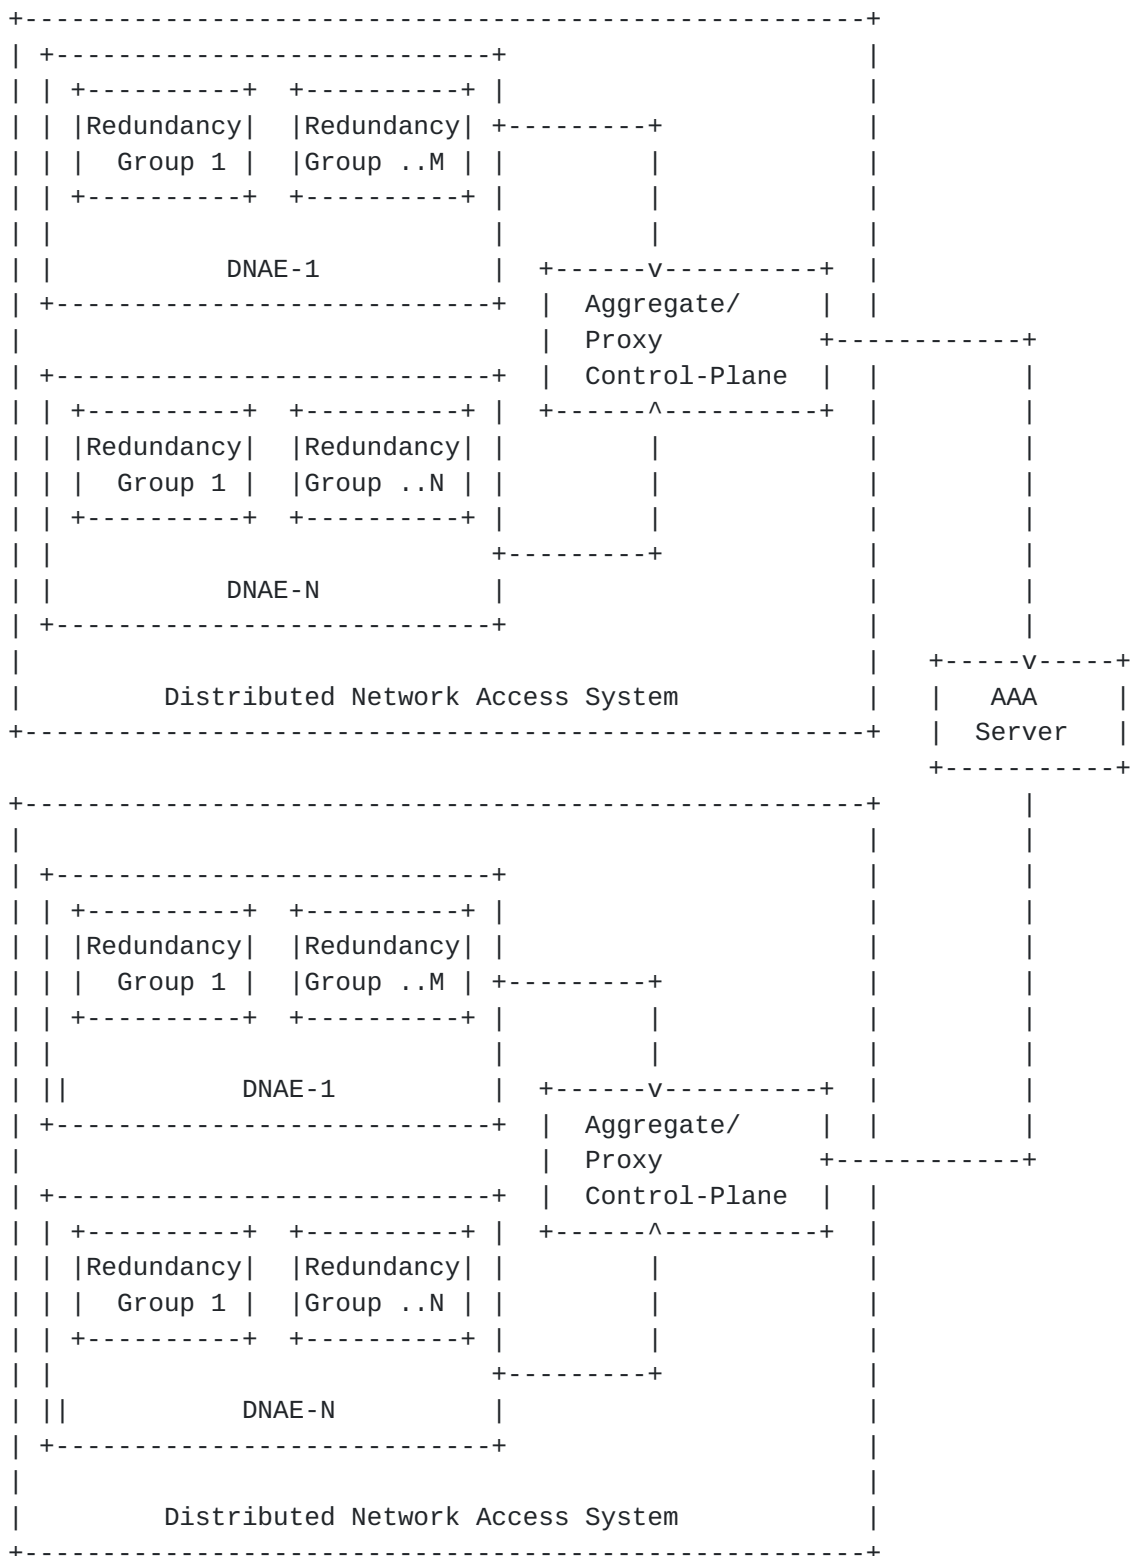 Redundancy Redundancy
Group 1 Group ..M
DNAE-1
Aggregate/
Proxy
Control-Plane
Redundancy Redundancy
Group 1 Group ..N
DNAE-N
Distributed Network Access System
AAA
Server
Redundancy Redundancy
Group 1 Group ..M
DNAE-1
Aggregate/
Proxy
Control-Plane
Redundancy Redundancy
Group 1 Group ..N
DNAE-N
Distributed Network Access System